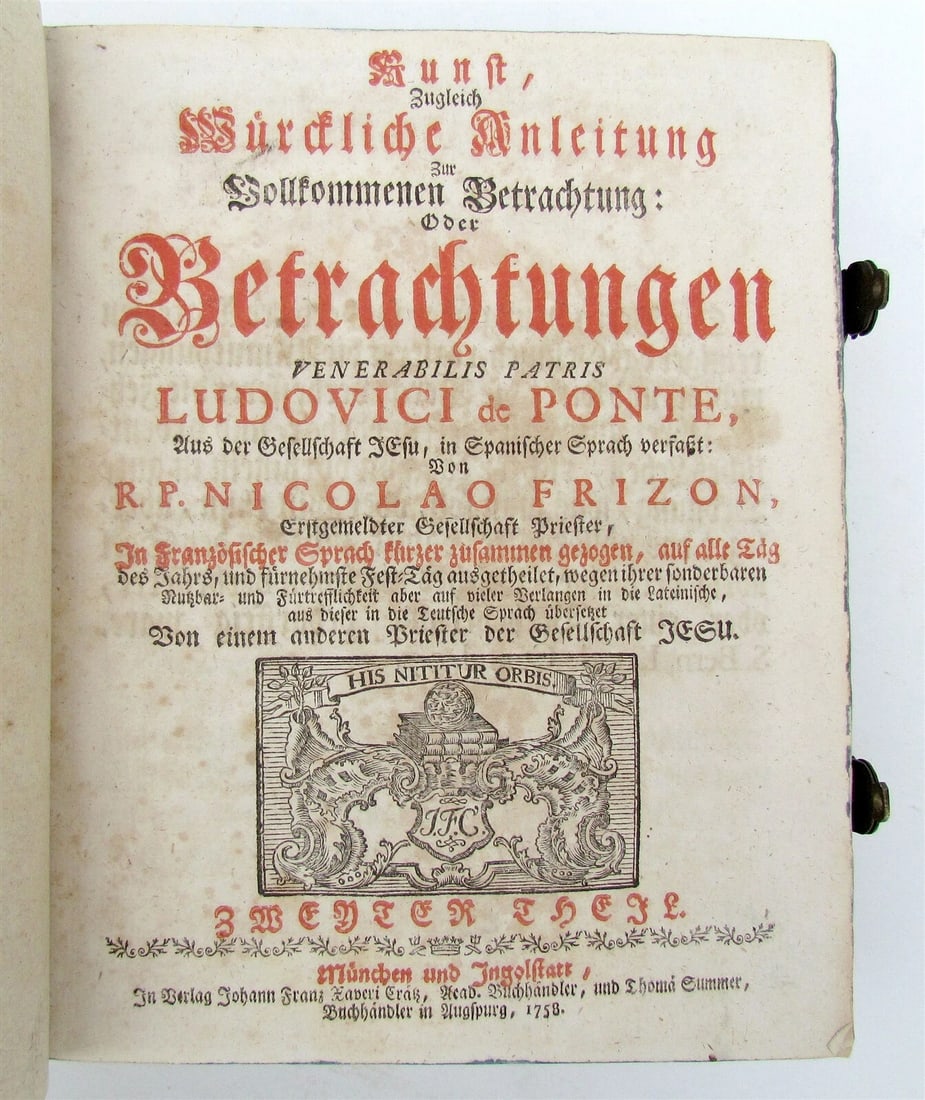 Kunst,
Zugleich
Würckliche Anleitung
Zur
Vollkommenen Betrachtung:
Oder
Betrachtungen
VENERABILIS PATRIS
LUDOVICI de PONTE,
Aus der Gesellschaft JEsu, in Spanischer Sprach verfaßt:
Von
R. P. NICOLAO FRIZON,
Erstgemeldter Gesellschaft Priester,
In Französischer Sprach kürzer zusammen gezogen, auf alle Täg
des Jahrs, und fürnehmste Fest-Täg ausgetheilet, wegen ihrer sonderbaren
Nutzbar- und Fürtrefflichkeit aber auf vieler Verlangen in die Lateinische,
aus dieser in die Teutsche Sprach übersetzet
Von einem anderen Priester der Gesellschaft JESU.
HIS NITITUR ORBIS.
J.F.C.
ZWEYTER THEIL.
München und Ingolstatt,
In Verlag Johann Franz Xaveri Crätz, Acad. Buchhändler, und Thomä Summer,
Buchhändler in Augspurg, 1758.